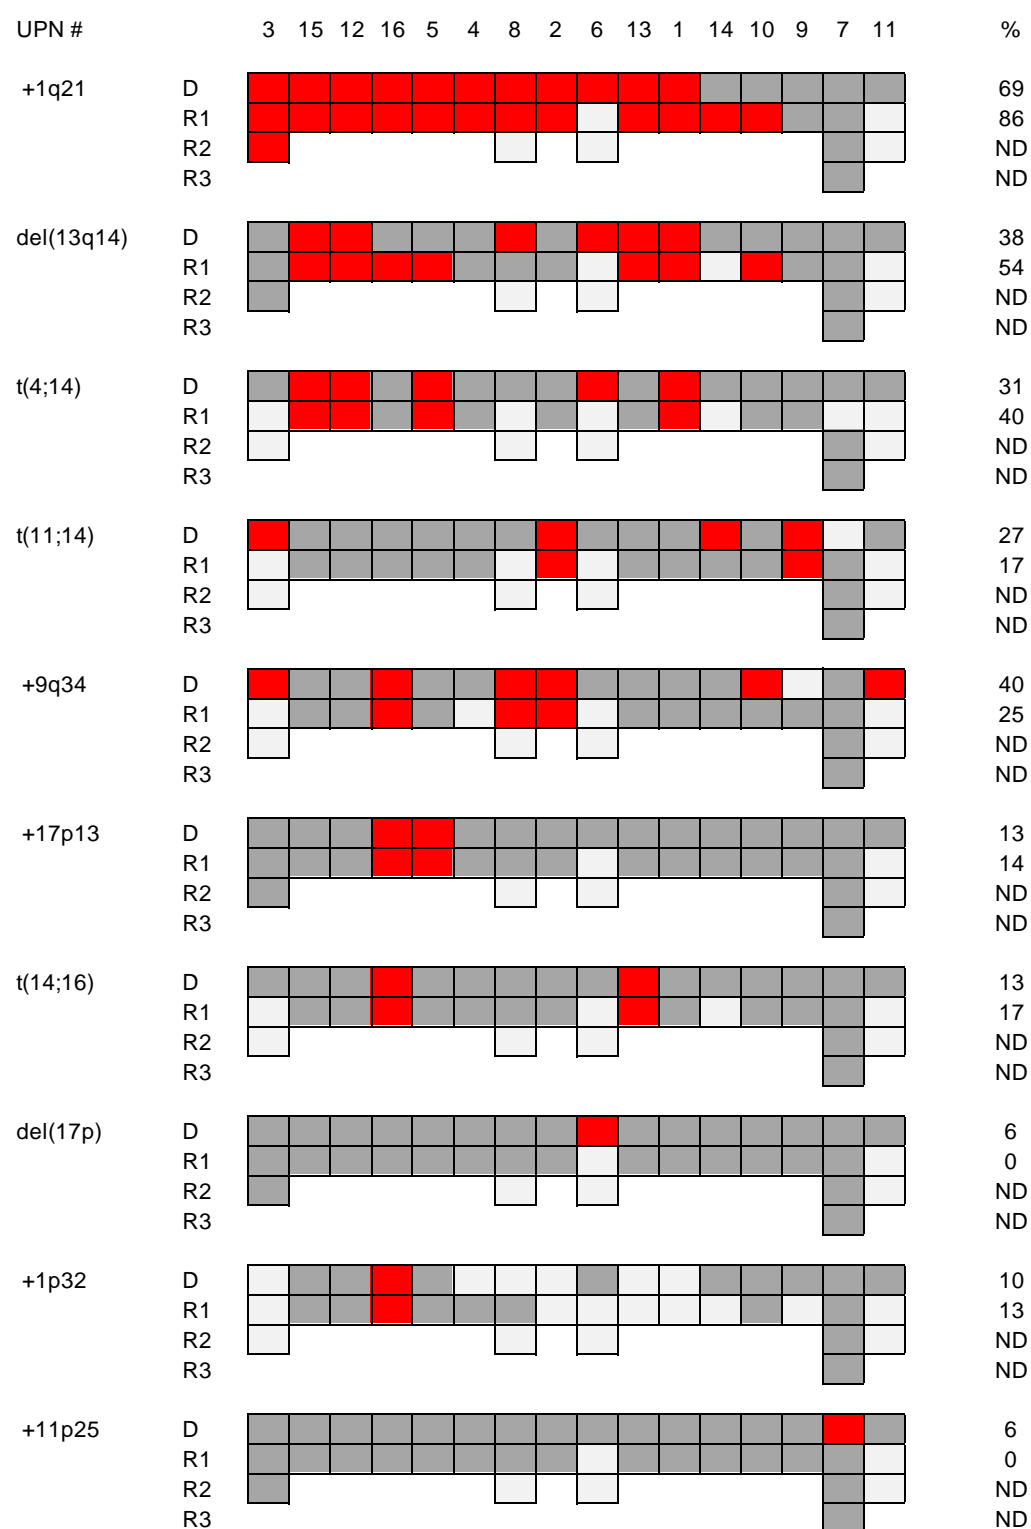 UPN # 3 15 12 16 5 4 8 2 6 13 1 14 10 9 7 11 %
+1q21 D 69
R1 86
R2 ND
R3 ND
del(13q14) D 38
R1 54
R2 ND
R3 ND
t(4;14) D 31
R1 40
R2 ND
R3 ND
t(11;14) D 27
R1 17
R2 ND
R3 ND
+9q34 D 40
R1 25
R2 ND
R3 ND
+17p13 D 13
R1 14
R2 ND
R3 ND
t(14;16) D 13
R1 17
R2 ND
R3 ND
del(17p) D 6
R1 0
R2 ND
R3 ND
+1p32 D 10
R1 13
R2 ND
R3 ND
+11p25 D 6
R1 0
R2 ND
R3 ND